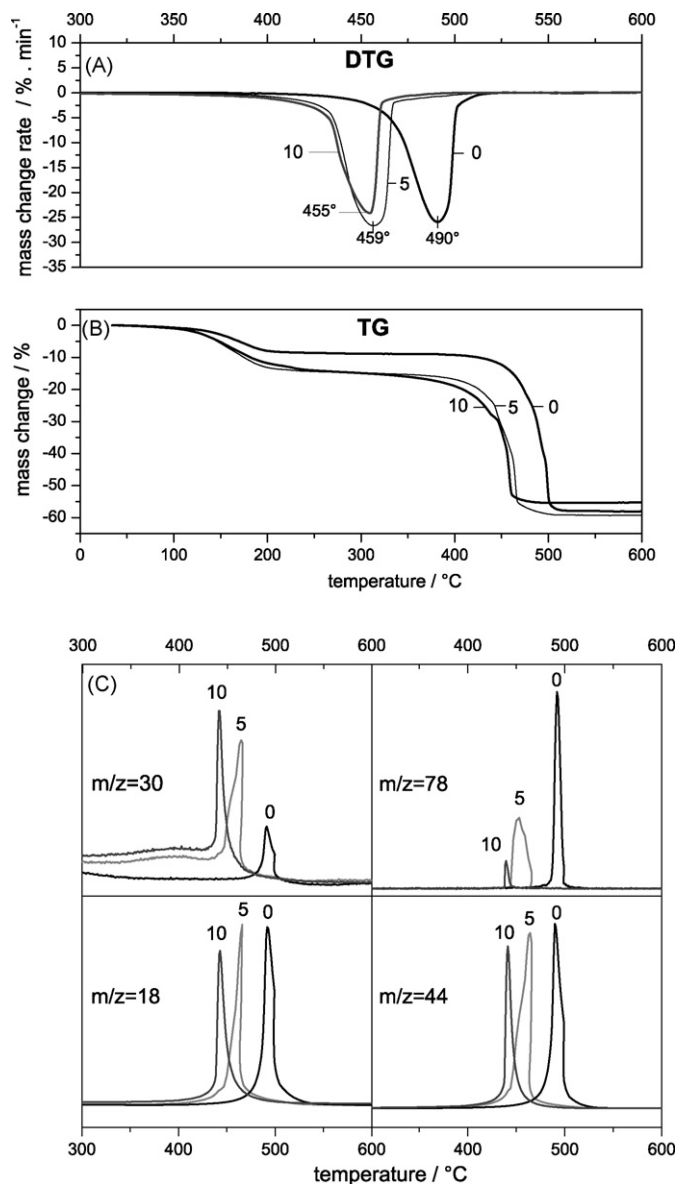 300 350 400 450 500 550 600
(A) DTG
10
5
0
-5
-10
-15
-20
-25
-30
-35
mass change rate / % . min-1
10 5 0
455° 459° 490°
(B) TG
0
-10
-20
-30
-40
-50
-60
mass change / %
10 5 0
0 100 200 300 400 500 600
temperature / °C
300 400 500 600 400 500 600
(C)
m/z=30
10 5 0
m/z=78
10 5 0
m/z=18
10 5 0
m/z=44
10 5 0
300 400 500 600 400 500 600
temperature / °C